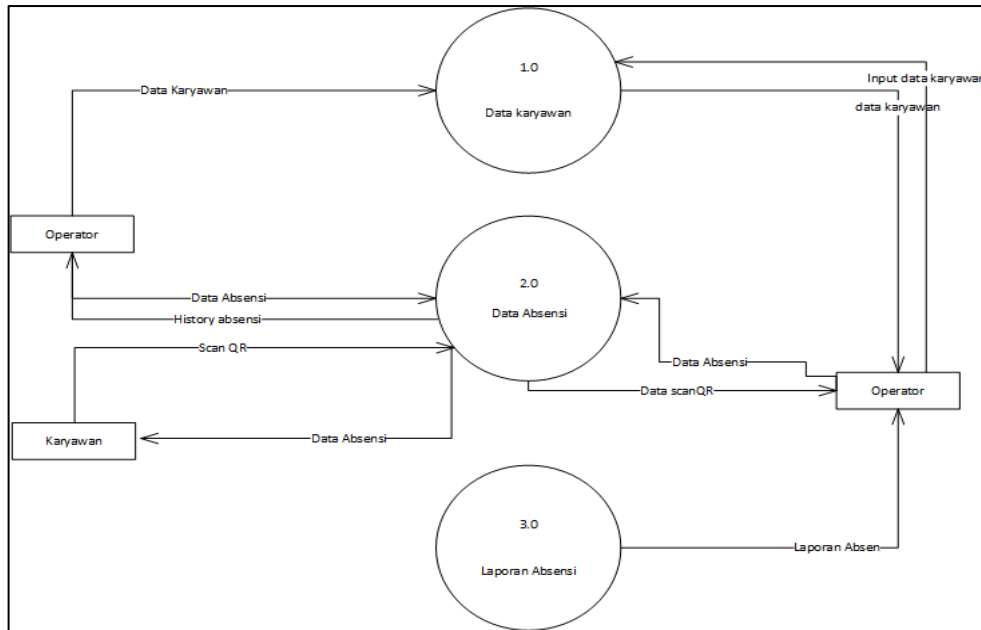 1.0
Input data karyawan
Data Karyawan
data karyawan
Data karyawan
Operator
2.0
Data Absensi
Data Absensi
History absensi
Scan QR
Data Absensi
Data scanQR
Operator
Karyawan
Data Absensi
3.0
Laporan Absen
Laporan Absensi